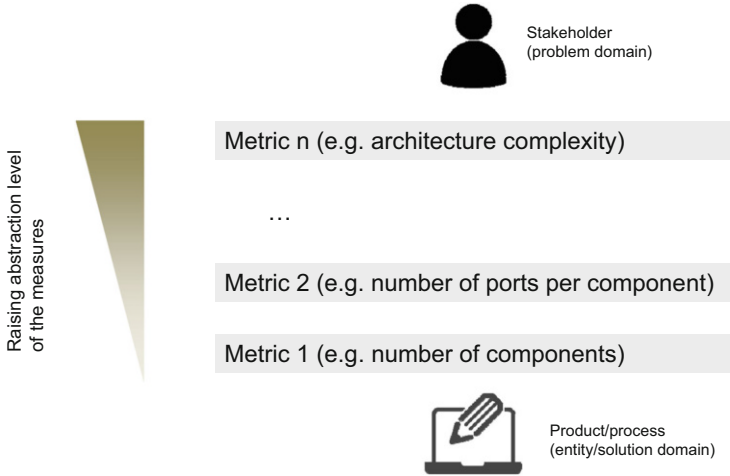 Stakeholder
(problem domain)
Raising abstraction level
of the measures
Metric n (e.g. architecture complexity)
…
Metric 2 (e.g. number of ports per component)
Metric 1 (e.g. number of components)
Product/process
(entity/solution domain)